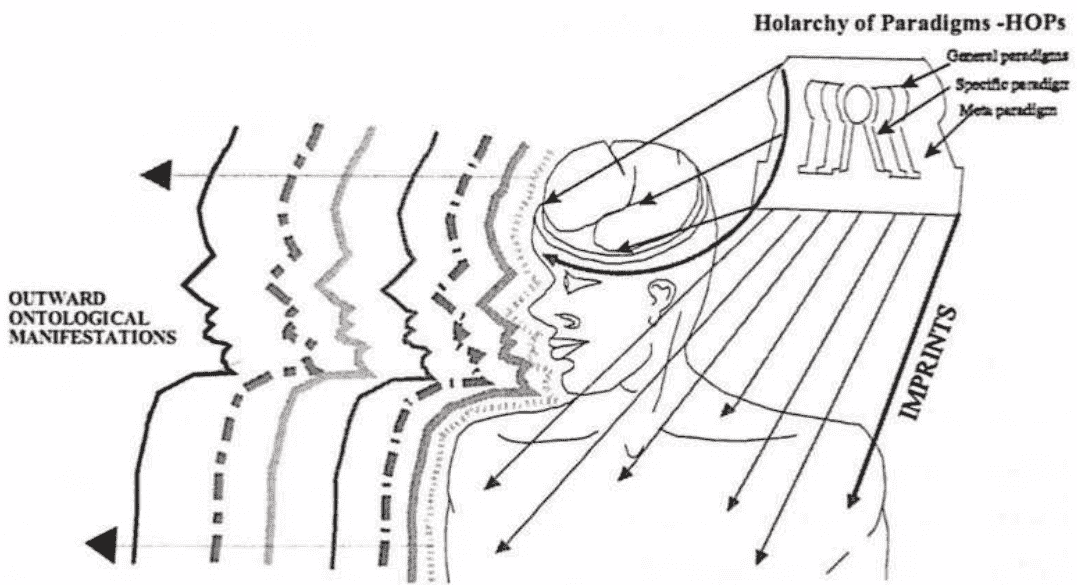 Holarchy of Paradigms -HOPs
General paradigms
Specific paradigm
Meta paradigm
OUTWARD
ONTOLOGICAL
MANIFESTATIONS
IMPRINTS